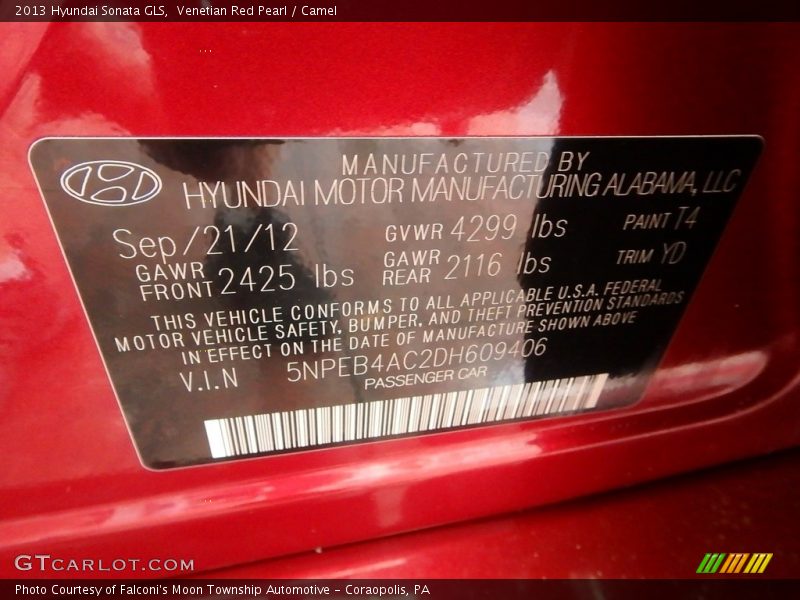 2013 Hyundai Sonata GLS,  Venetian Red Pearl / Camel
MANUFACTURED BY
HYUNDAI MOTOR MANUFACTURING ALABAMA, LLC
Sep/21/12 GVWR 4299 lbs PAINT T4
GAWR FRONT 2425 lbs GAWR REAR 2116 lbs TRIM YD
THIS VEHICLE CONFORMS TO ALL APPLICABLE U.S.A. FEDERAL
MOTOR VEHICLE SAFETY, BUMPER, AND THEFT PREVENTION STANDARDS
IN EFFECT ON THE DATE OF MANUFACTURE SHOWN ABOVE
V.I.N 5NPEB4AC2DH609406
PASSENGER CAR
GTCARLOT.COM
Photo Courtesy of Falconi's Moon Township Automotive - Coraopolis, PA